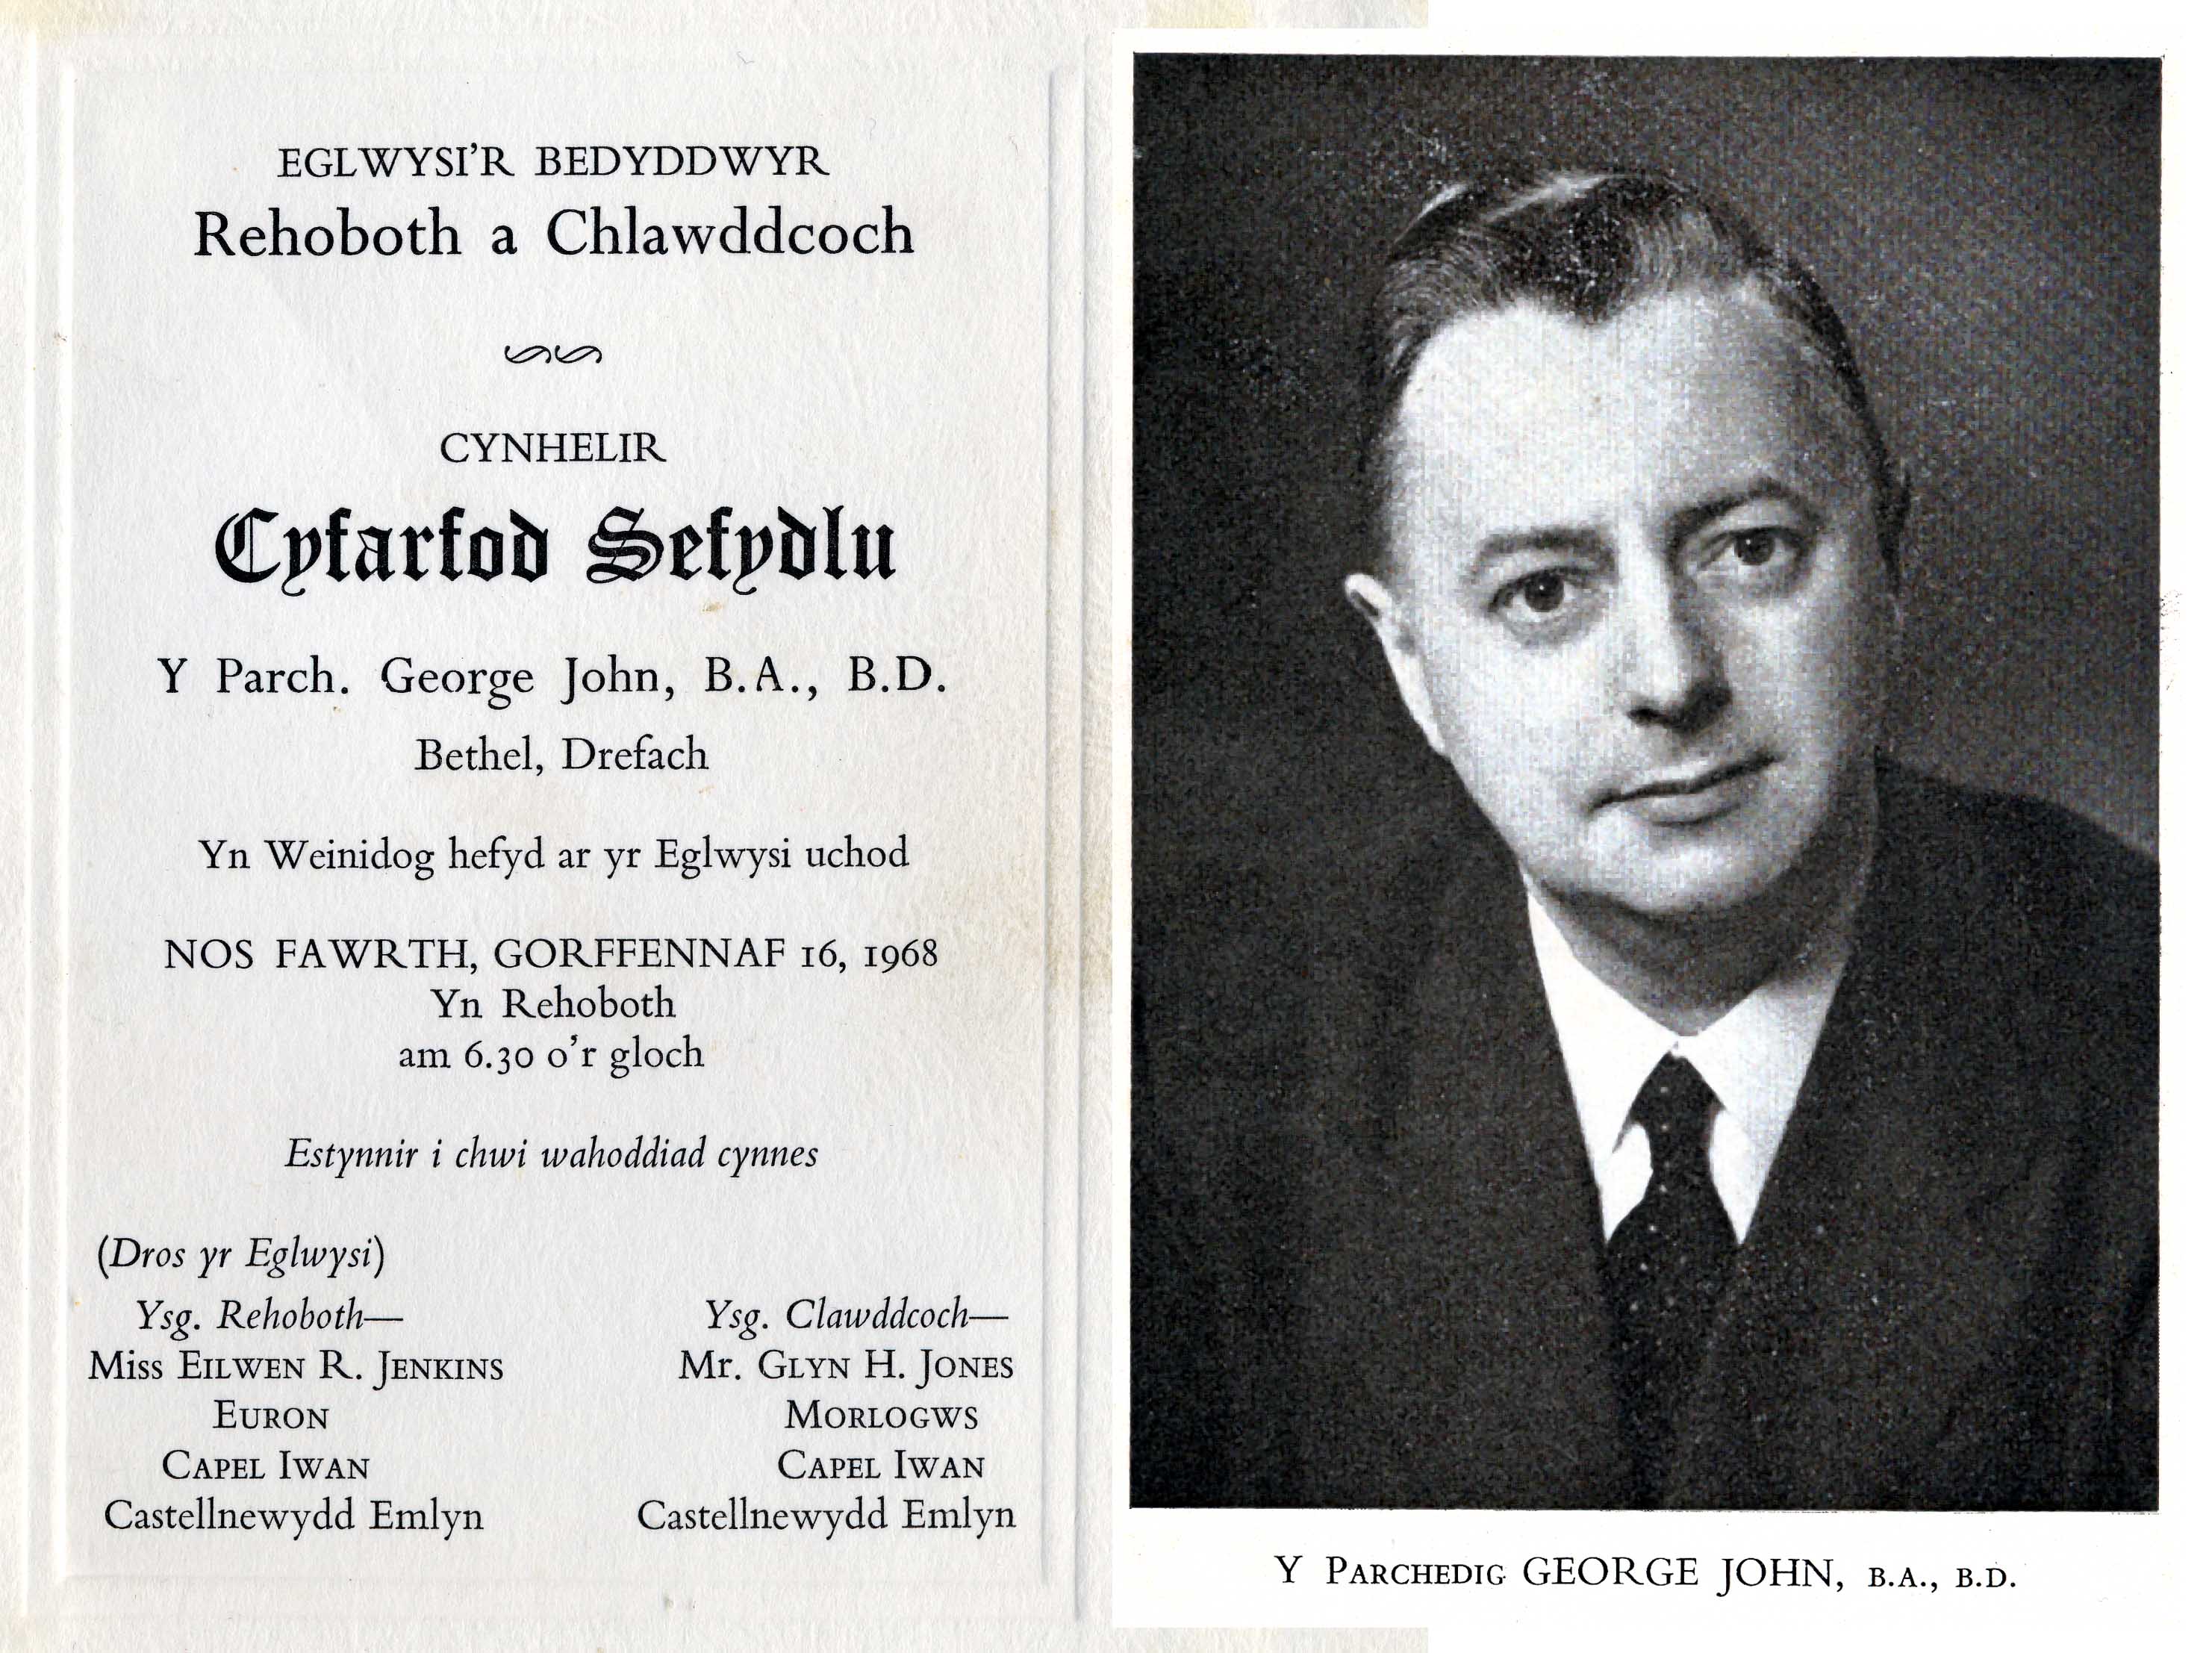 EGLWYSI'R BEDYDDWYR
Rehoboth a Chlawddcoch
CYNHELIR
Cyfarfod Sefydlu
Y Parch. George John, B.A., B.D.
Bethel, Drefach
Yn Weinidog hefyd ar yr Eglwysi uchod
NOS FAWRTH, GORFFENNAF 16, 1968
Yn Rehoboth
am 6.30 o'r gloch
Estynnir i chwi wahoddiad cynnes
(Dros yr Eglwysi)
Ysg. Rehoboth—
Miss EILWEN R. JENKINS
EURON
CAPEL IWAN
Castellnewydd Emlyn
Ysg. Clawddcoch—
Mr. GLYN H. JONES
MORLOGWS
CAPEL IWAN
Castellnewydd Emlyn
Y PARCHEDIG GEORGE JOHN, B.A., B.D.